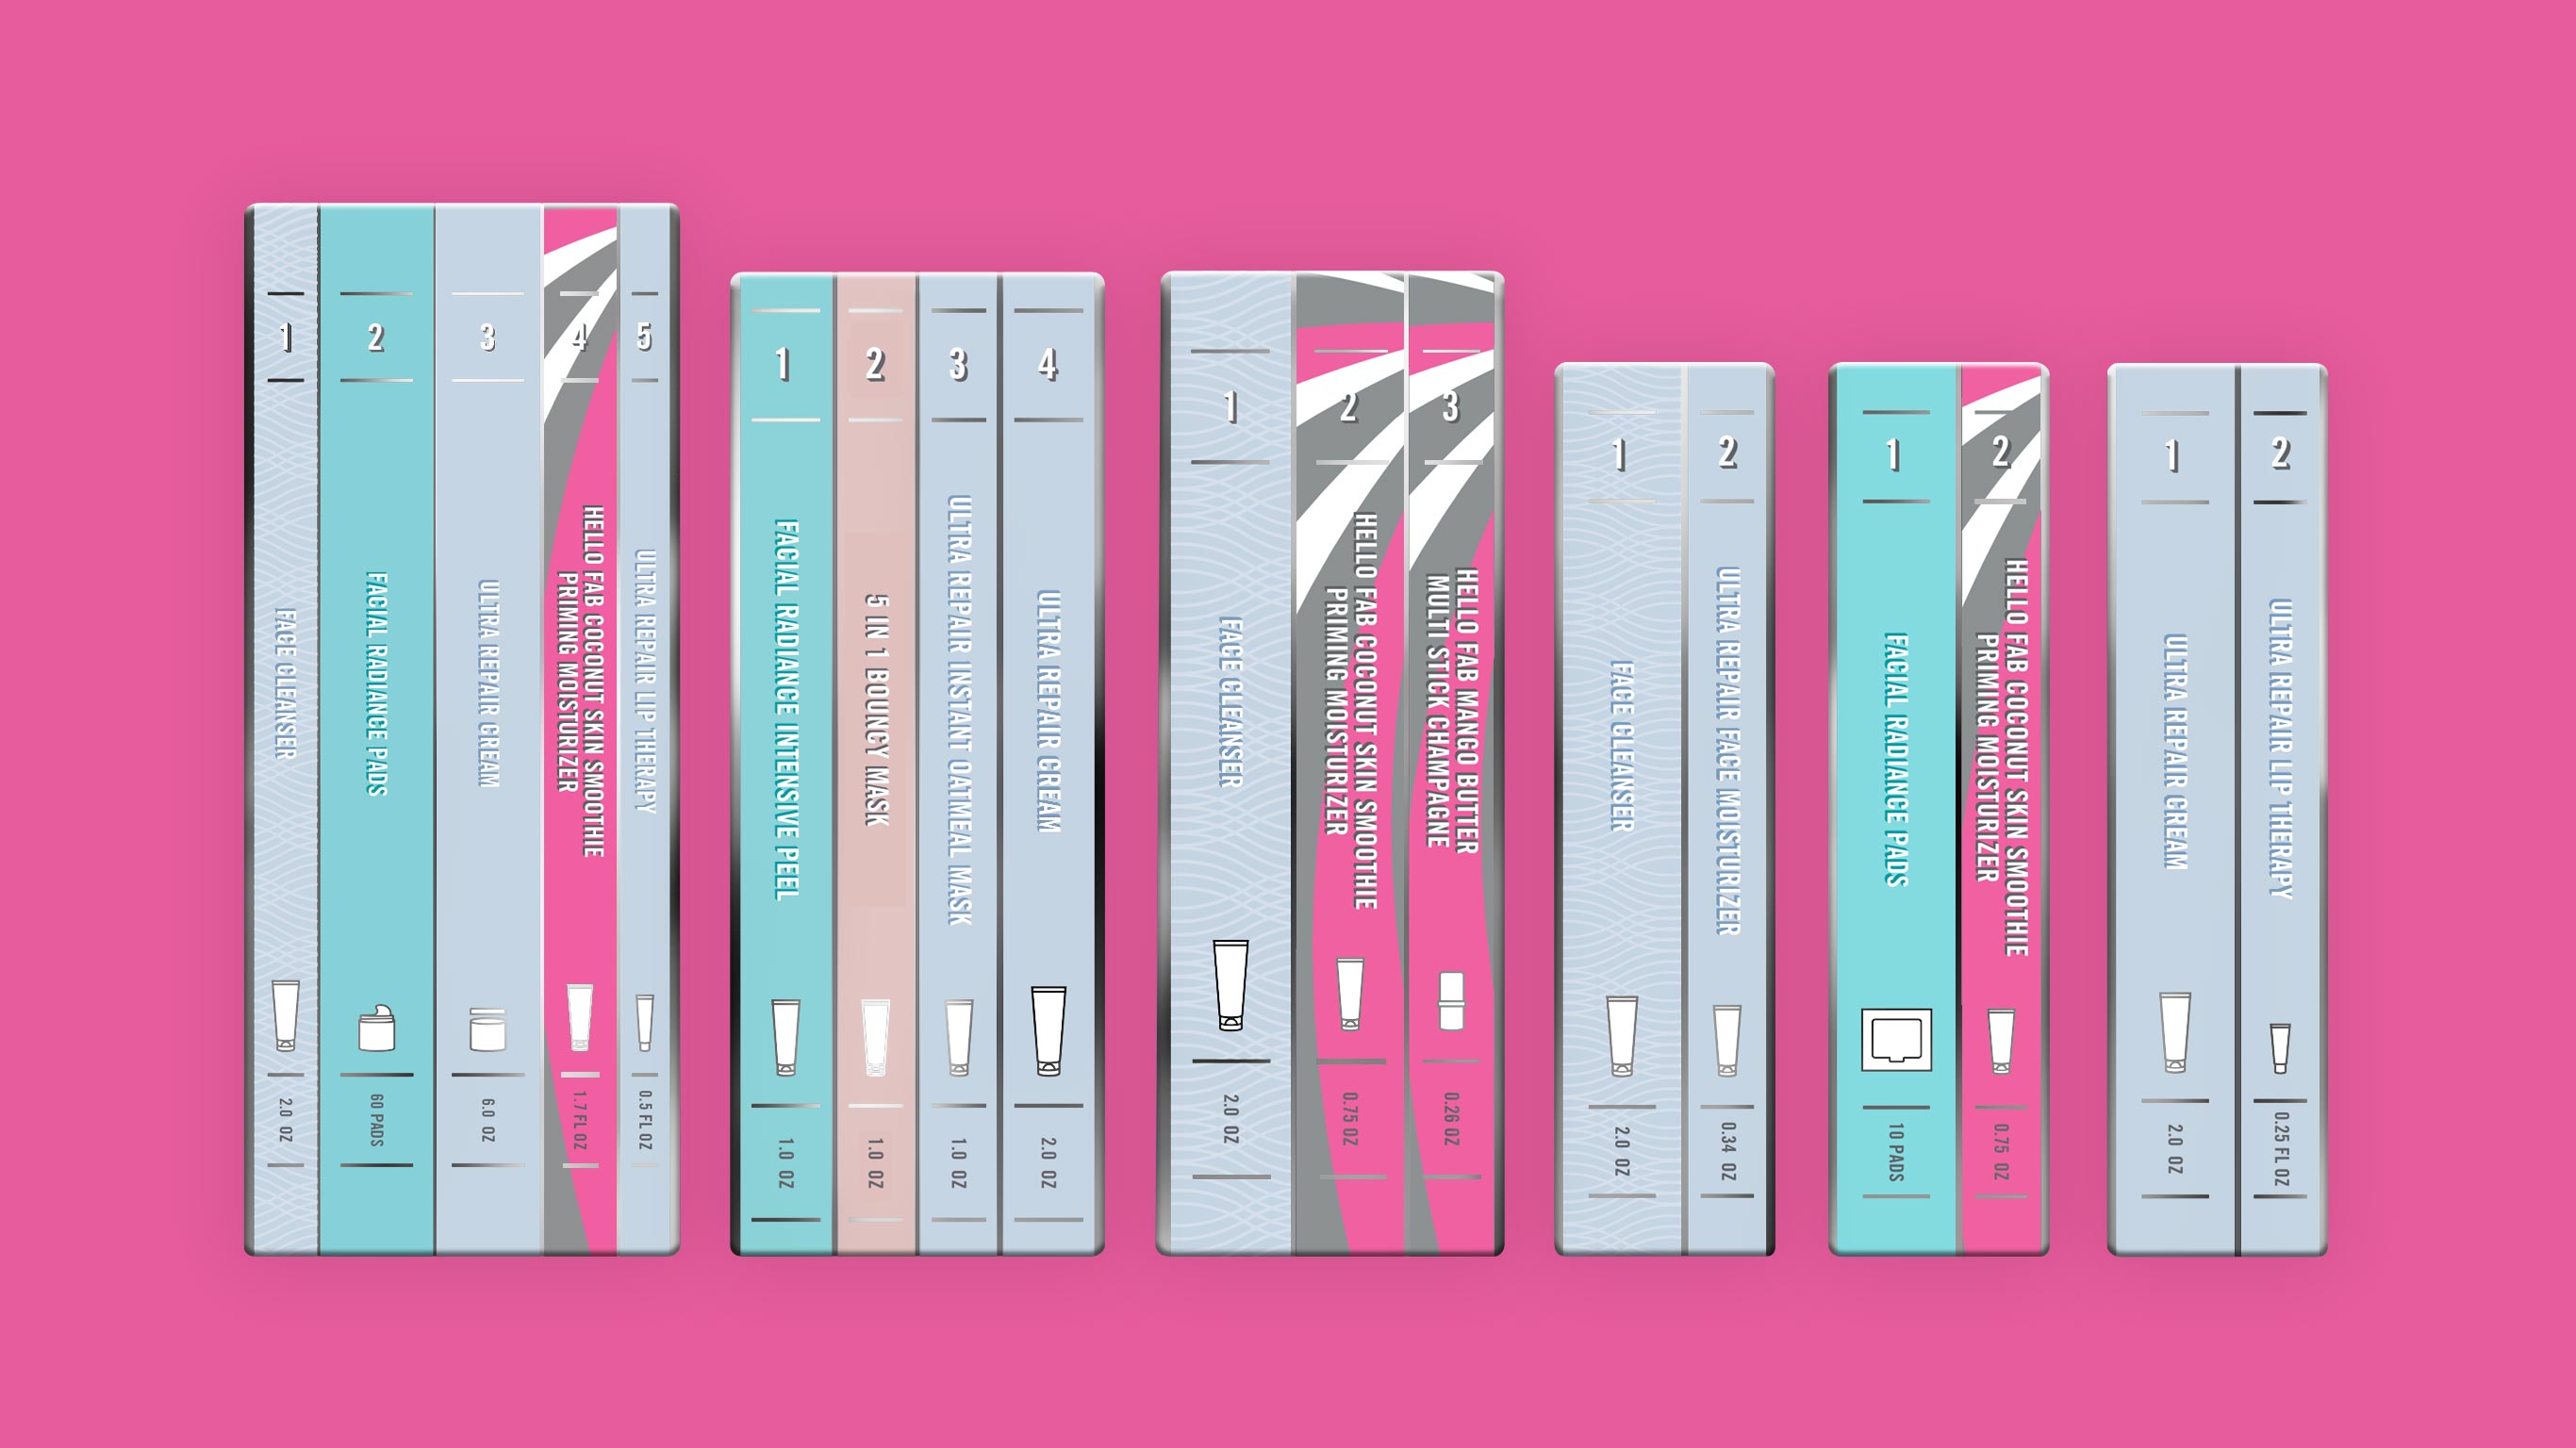 1
FACE CLEANSER
2.0 OZ
2
FACIAL RADIANCE PADS
60 PADS
3
ULTRA REPAIR CREAM
6.0 OZ
4
HELLO FAB COCONUT SKIN SMOOTHIE
PRIMING MOISTURIZER
1.7 FL OZ
5
ULTRA REPAIR LIP THERAPY
0.5 FL OZ
1
FACIAL RADIANCE INTENSIVE PEEL
1.0 OZ
2
5 IN 1 BOUNCY MASK
1.0 OZ
3
ULTRA REPAIR INSTANT OATMEAL MASK
1.0 OZ
4
ULTRA REPAIR CREAM
2.0 OZ
1
FACE CLEANSER
2.0 OZ
2
HELLO FAB COCONUT SKIN SMOOTHIE
PRIMING MOISTURIZER
0.75 OZ
3
HELLO FAB MANGO BUTTER
MULTI STICK CHAMPAGNE
0.26 OZ
1
FACE CLEANSER
2.0 OZ
2
ULTRA REPAIR FACE MOISTURIZER
0.34 OZ
1
FACIAL RADIANCE PADS
10 PADS
2
HELLO FAB COCONUT SKIN SMOOTHIE
PRIMING MOISTURIZER
0.75 OZ
1
ULTRA REPAIR CREAM
2.0 OZ
2
ULTRA REPAIR LIP THERAPY
0.25 FL OZ